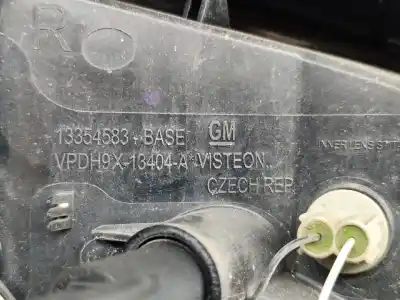 R
13354583 - BASE GM
VPDH9X-13404-A VISTEON
CZECH REP.
INNER LENS